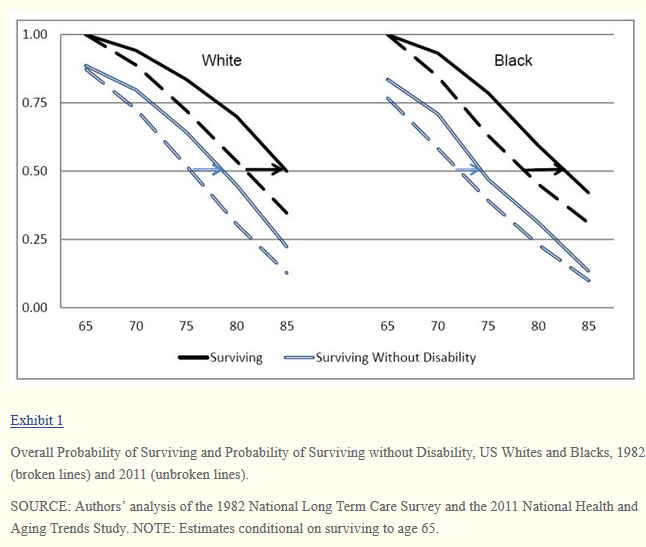 1.00
White
Black
0.75
0.50
0.25
0.00
65 70 75 80 85 65 70 75 80 85
Surviving Surviving Without Disability
Exhibit 1
Overall Probability of Surviving and Probability of Surviving without Disability, US Whites and Blacks, 1982
(broken lines) and 2011 (unbroken lines).
SOURCE: Authors’ analysis of the 1982 National Long Term Care Survey and the 2011 National Health and
Aging Trends Study. NOTE: Estimates conditional on surviving to age 65.